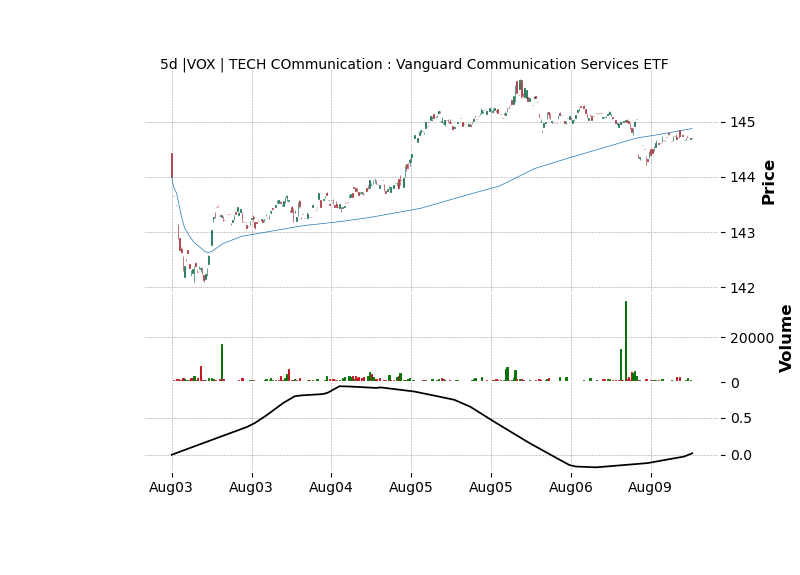 5d |VOX | TECH COmmunication : Vanguard Communication Services ETF
145
144
143
142
Price
20000
0
Volume
0.5
0.0
Aug03 Aug03 Aug04 Aug05 Aug05 Aug06 Aug09